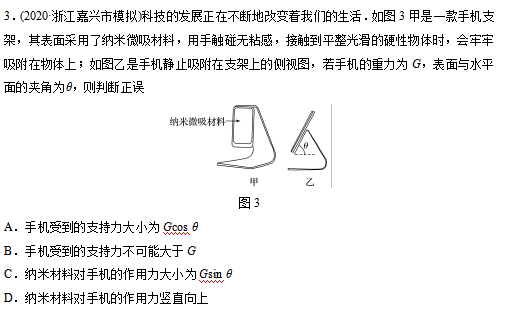 3．(2020·浙江嘉兴市模拟)科技的发展正在不断地改变着我们的生活．如图 3 甲是一款手机支
架，其表面采用了纳米微吸材料，用手触碰无粘感，接触到平整光滑的硬性物体时，会牢牢
吸附在物体上；如图乙是手机静止吸附在支架上的侧视图，若手机的重力为 G，表面与水平
面的夹角为θ，则判断正误
纳米微吸材料
θ
甲 乙
图 3
A．手机受到的支持力大小为 Gcos θ
B．手机受到的支持力不可能大于 G
C．纳米材料对手机的作用力大小为 Gsin θ
D．纳米材料对手机的作用力竖直向上